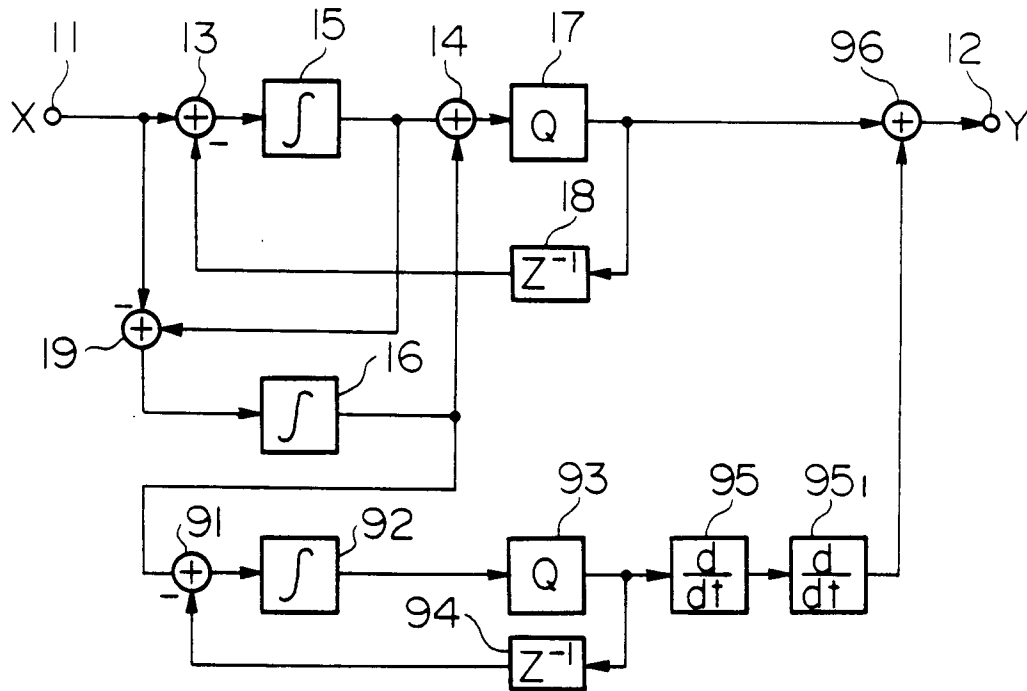 11 13 15 14 17 96 12
X + ∫ + Q + Y
-
18
Z⁻¹
-
+
19 16
∫
91 92 93 95 95₁
+ ∫ Q d/dt d/dt
-
94
Z⁻¹